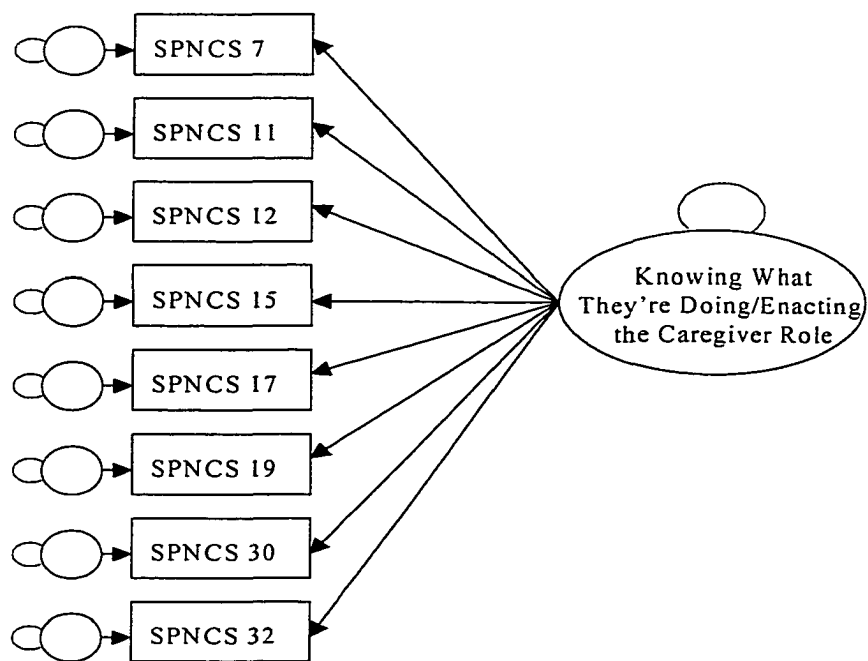 SPNCS 7
SPNCS 11
SPNCS 12
SPNCS 15
SPNCS 17
SPNCS 19
SPNCS 30
SPNCS 32
Knowing What
They're Doing/Enacting
the Caregiver Role